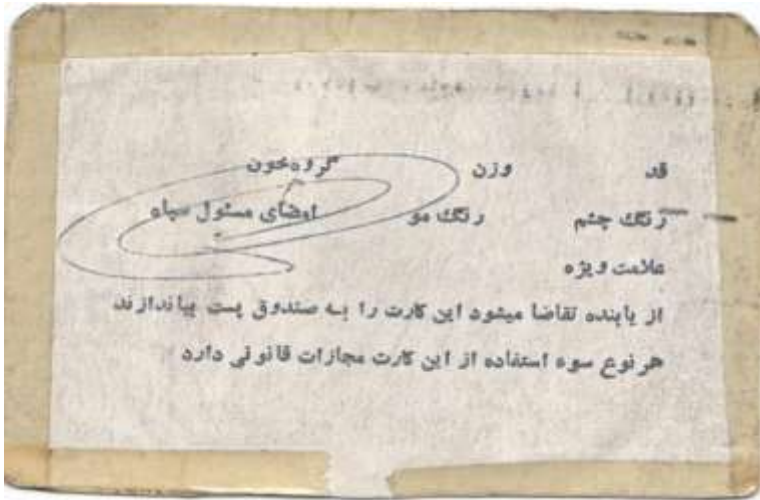 قد وزن گروه خون
رنگ چشم رنگ مو امضای مسئول سپاه
علامت ویژه
از یابنده تقاضا میشود این کارت را به صندوق پست بیاندازند
هر نوع سوء استفاده از این کارت مجازات قانونی دارد